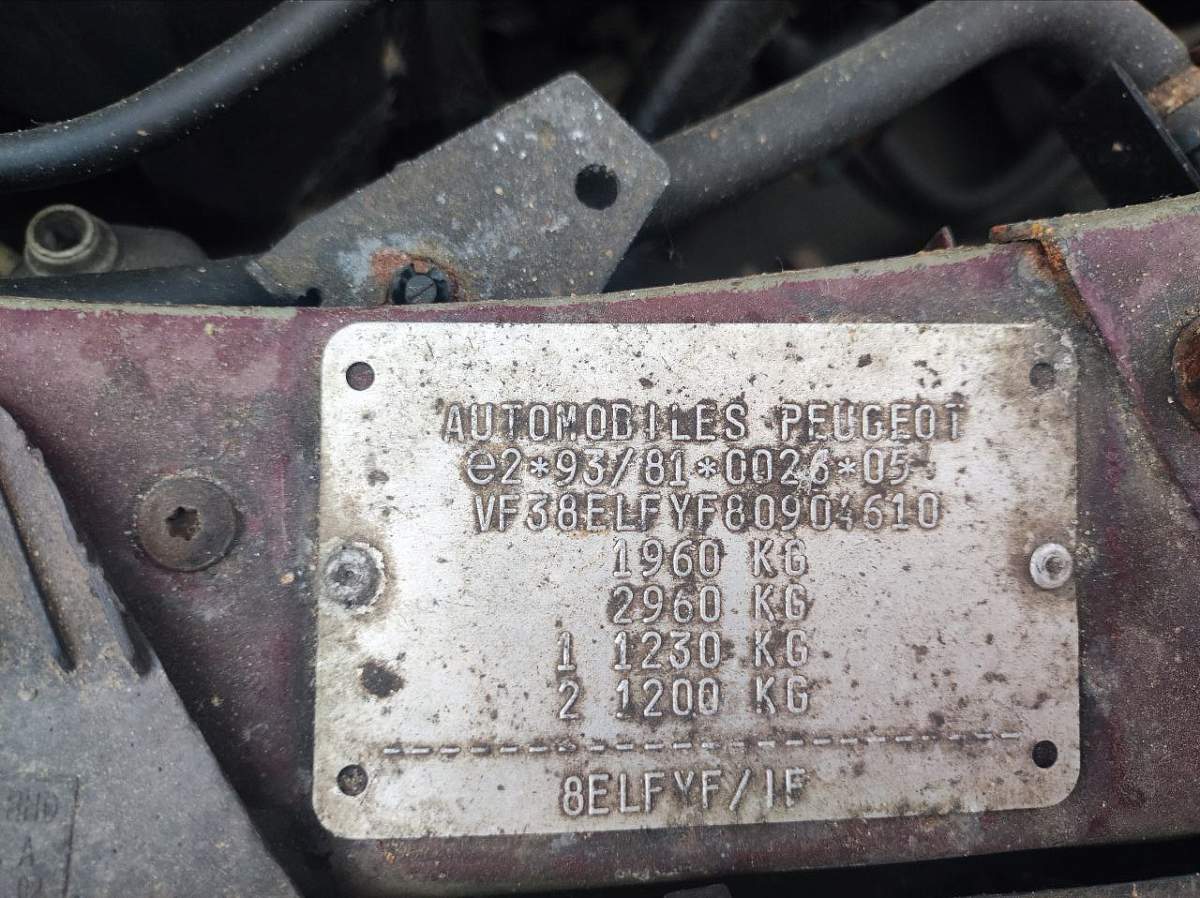 AUTOMOBILES PEUGEOT
e2*93/81*0026*05
VF38ELFYF80904610
1960 KG
2960 KG
1 1230 KG
2 1200 KG
8ELFYF/IF
A
02